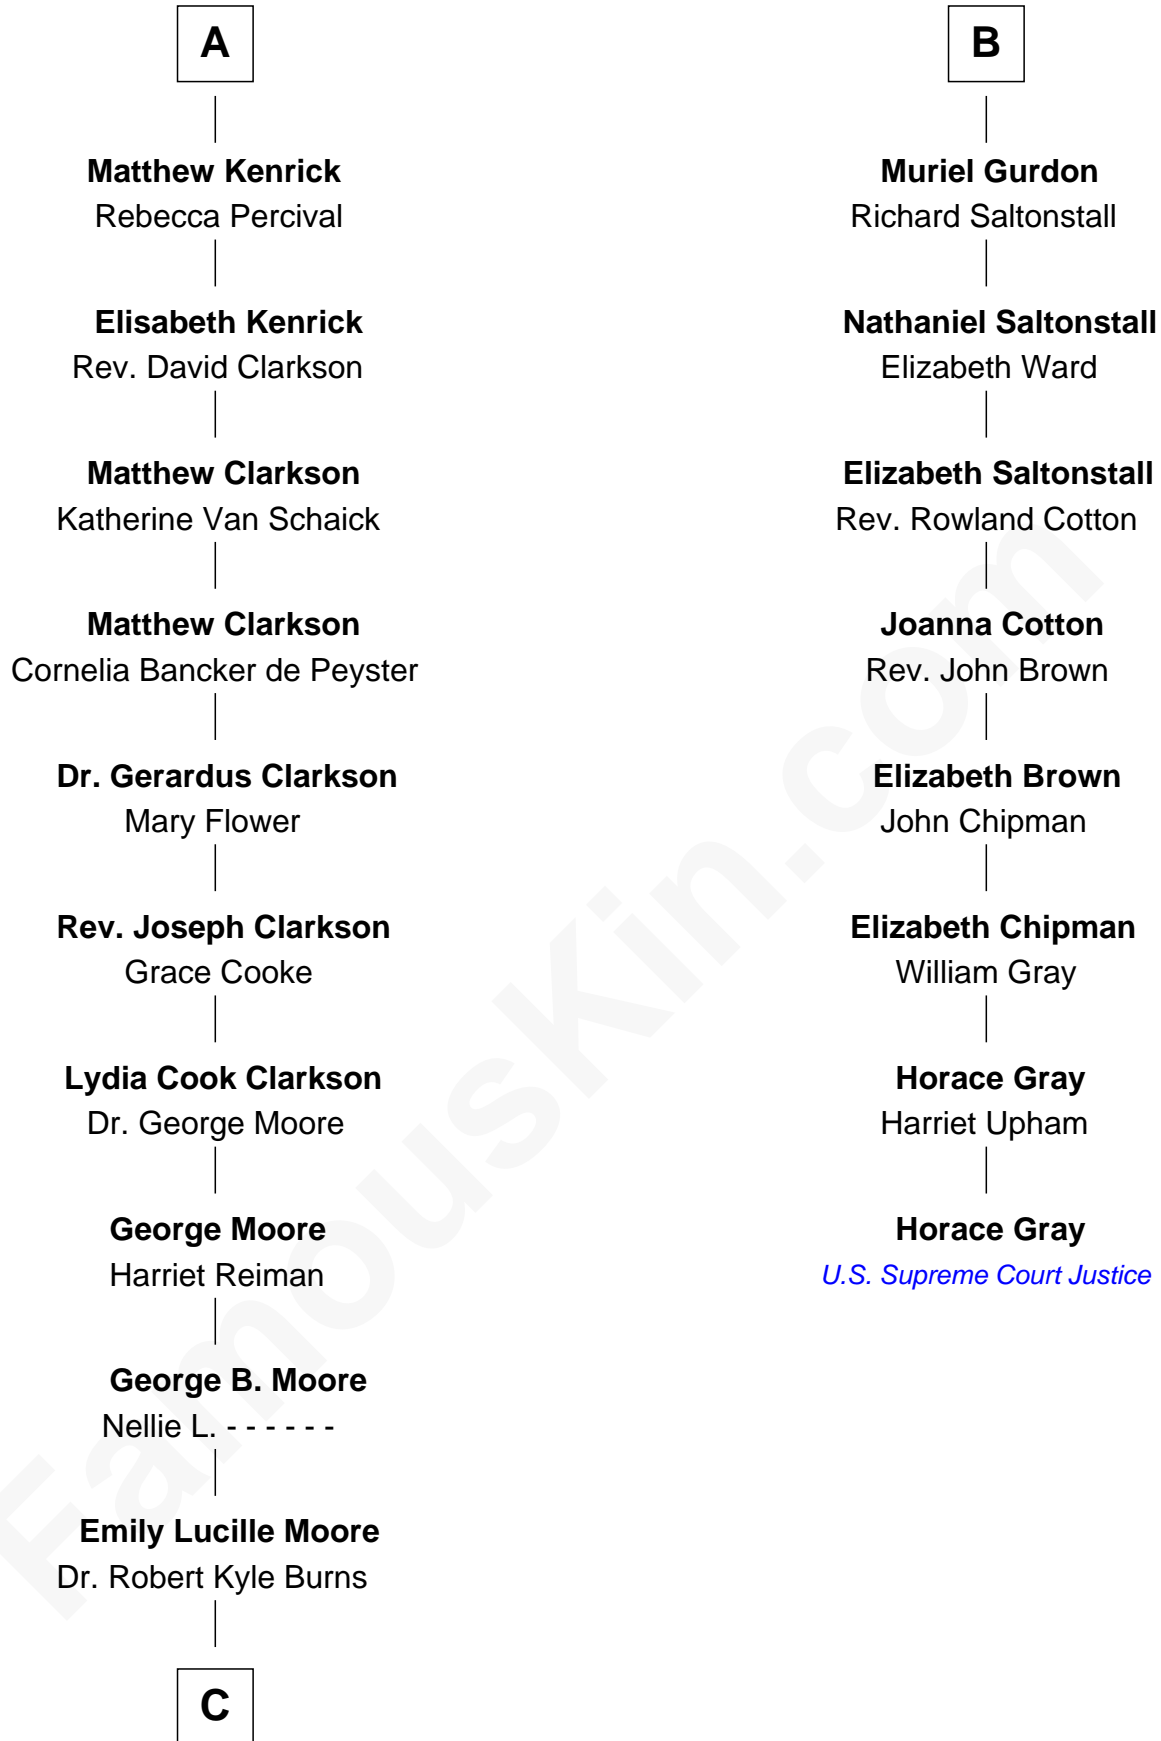 A
Matthew Kenrick
Rebecca Percival
Elisabeth Kenrick
Rev. David Clarkson
Matthew Clarkson
Katherine Van Schaick
Matthew Clarkson
Cornelia Bancker de Peyster
Dr. Gerardus Clarkson
Mary Flower
Rev. Joseph Clarkson
Grace Cooke
Lydia Cook Clarkson
Dr. George Moore
George Moore
Harriet Reiman
George B. Moore
Nellie L. - - - - - -
Emily Lucille Moore
Dr. Robert Kyle Burns
C
B
Muriel Gurdon
Richard Saltonstall
Nathaniel Saltonstall
Elizabeth Ward
Elizabeth Saltonstall
Rev. Rowland Cotton
Joanna Cotton
Rev. John Brown
Elizabeth Brown
John Chipman
Elizabeth Chipman
William Gray
Horace Gray
Harriet Upham
Horace Gray
U.S. Supreme Court Justice
FamousKin.com